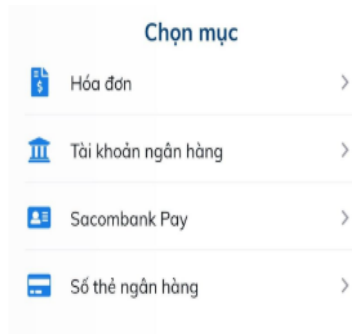 Chọn mục
Hóa đơn
Tài khoản ngân hàng
Sacombank Pay
Số thẻ ngân hàng